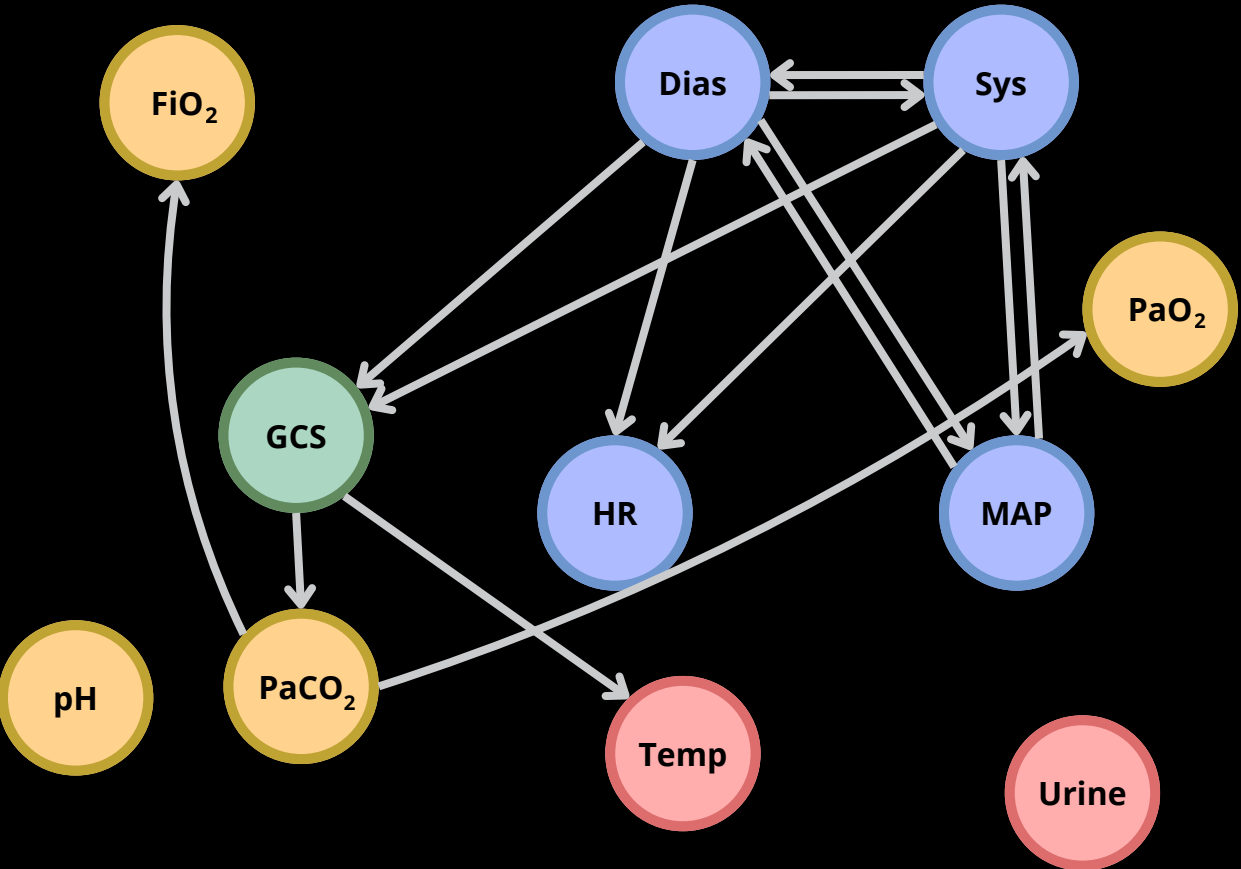 FiO₂
Dias
Sys
PaO₂
GCS
HR
MAP
pH
PaCO₂
Temp
Urine